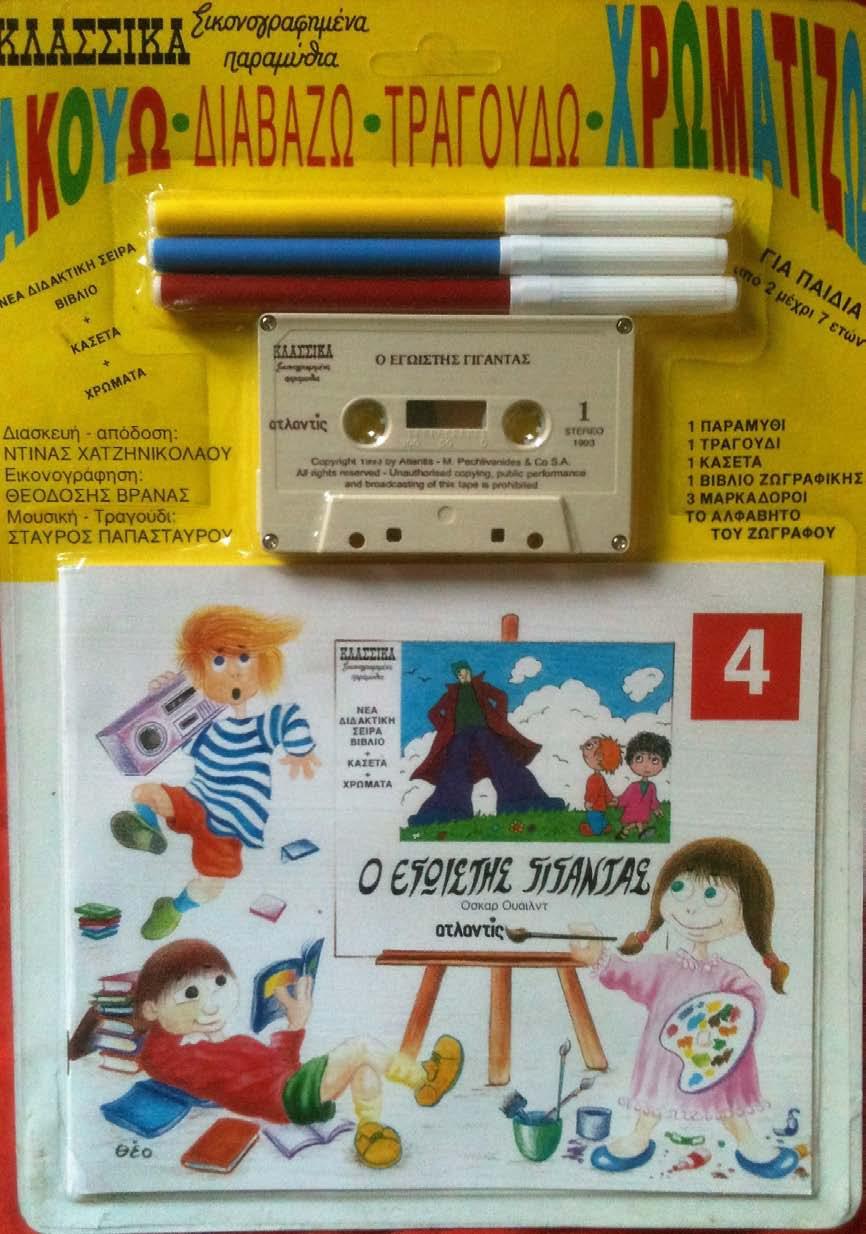 ΚΛΑΣΣΙΚΑ
εικονογραφημένα
παραμύθια
ΑΚΟΥΩ • ΔΙΑΒΑΖΩ • ΤΡΑΓΟΥΔΩ • ΧΡΩΜΑΤΙΖΩ
ΝΕΑ ΔΙΔΑΚΤΙΚΗ ΣΕΙΡΑ
ΒΙΒΛΙΟ
+
ΚΑΣΕΤΑ
+
ΧΡΩΜΑΤΑ
ΓΙΑ ΠΑΙΔΙΑ
από 2 μέχρι 7 ετών
Διασκευή - απόδοση:
ΝΤΙΝΑΣ ΧΑΤΖΗΝΙΚΟΛΑΟΥ
Εικονογράφηση:
ΘΕΟΔΟΣΗΣ ΒΡΑΝΑΣ
Μουσική - Τραγούδι:
ΣΤΑΥΡΟΣ ΠΑΠΑΣΤΑΥΡΟΥ
ΚΛΑΣΣΙΚΑ
εικονογραφημένα
παραμύθια
Ο ΕΓΩΙΣΤΗΣ ΓΙΓΑΝΤΑΣ
ατλαντίς
1
STEREO
1993
Copyright 1993 by Atlantis - M. Pechlivanides & Co S.A.
All rights reserved - Unauthorised copying, public performance
and broadcasting of this tape is prohibited
1 ΠΑΡΑΜΥΘΙ
1 ΤΡΑΓΟΥΔΙ
1 ΚΑΣΕΤΑ
1 ΒΙΒΛΙΟ ΖΩΓΡΑΦΙΚΗΣ
3 ΜΑΡΚΑΔΟΡΟΙ
ΤΟ ΑΛΦΑΒΗΤΟ
ΤΟΥ ΖΩΓΡΑΦΟΥ
4
ΚΛΑΣΣΙΚΑ
εικονογραφημένα
παραμύθια
ΝΕΑ
ΔΙΔΑΚΤΙΚΗ
ΣΕΙΡΑ
ΒΙΒΛΙΟ
+
ΚΑΣΕΤΑ
+
ΧΡΩΜΑΤΑ
Ο ΕΓΩΙΣΤΗΣ ΓΙΓΑΝΤΑΣ
Οσκαρ Ουαιλντ
ατλαντίς
θέο